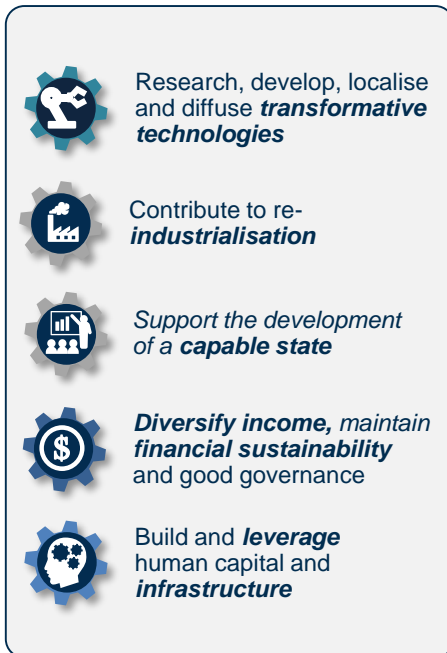 Research, develop, localise
and diffuse transformative
technologies
Contribute to re-
industrialisation
Support the development
of a capable state
$
Diversify income, maintain
financial sustainability
and good governance
Build and leverage
human capital and
infrastructure